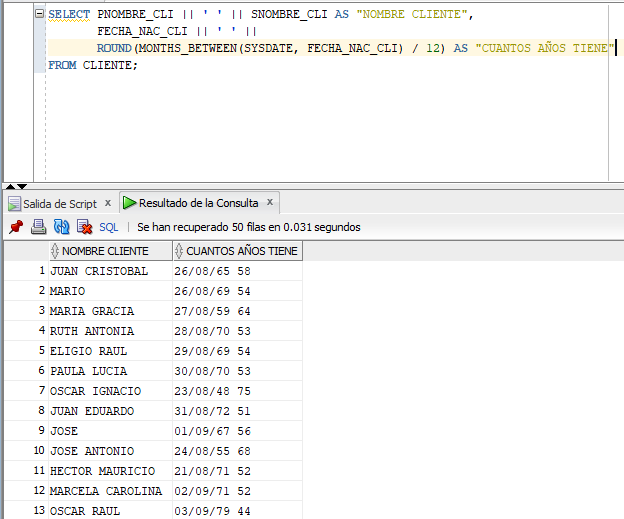 SELECT PNOMBRE_CLI || ' ' || SNOMBRE_CLI AS "NOMBRE CLIENTE",
FECHA_NAC_CLI || ' ' ||
ROUND(MONTHS_BETWEEN(SYSDATE, FECHA_NAC_CLI) / 12) AS "CUANTOS AÑOS TIENE"
FROM CLIENTE;
Salida de Script x Resultado de la Consulta x
SQL | Se han recuperado 50 filas en 0.031 segundos
NOMBRE CLIENTE CUANTOS AÑOS TIENE
1 JUAN CRISTOBAL 26/08/65 58
2 MARIO 26/08/69 54
3 MARIA GRACIA 27/08/59 64
4 RUTH ANTONIA 28/08/70 53
5 ELIGIO RAUL 29/08/69 54
6 PAULA LUCIA 30/08/70 53
7 OSCAR IGNACIO 23/08/48 75
8 JUAN EDUARDO 31/08/72 51
9 JOSE 01/09/67 56
10 JOSE ANTONIO 24/08/55 68
11 HECTOR MAURICIO 21/08/71 52
12 MARCELA CAROLINA 02/09/71 52
13 OSCAR RAUL 03/09/79 44